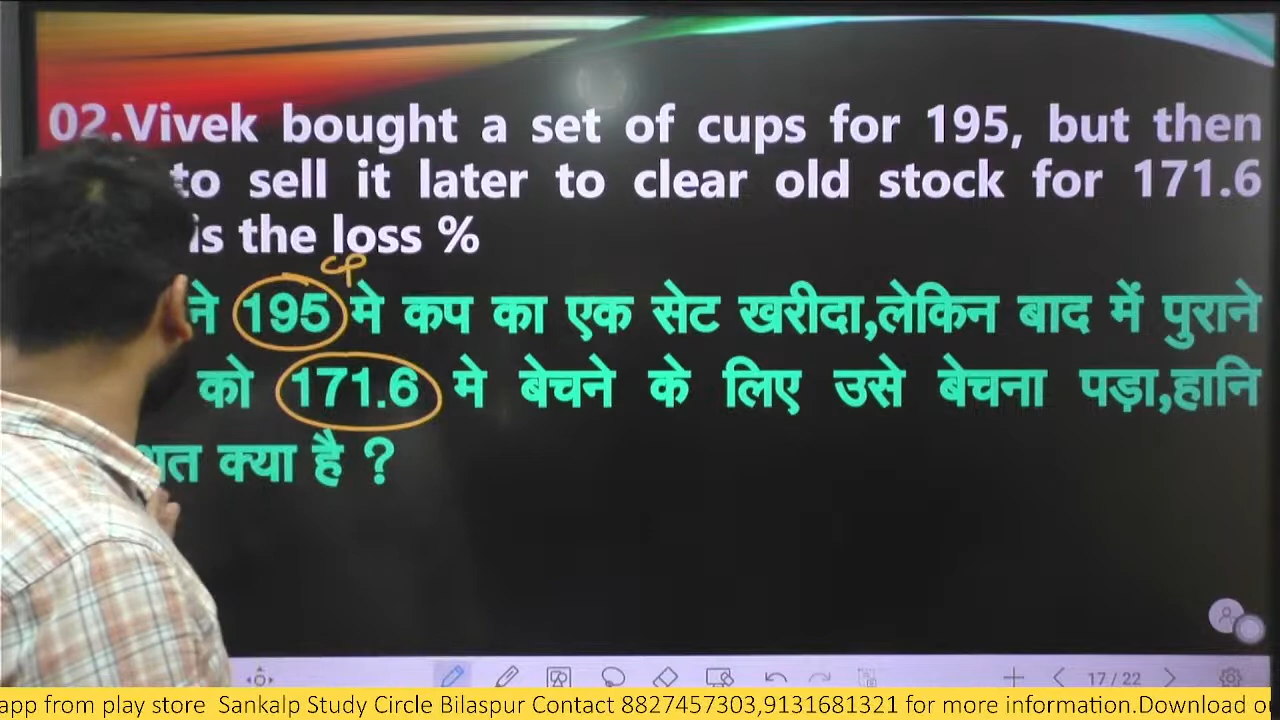 02.Vivek bought a set of cups for 195, but then
to sell it later to clear old stock for 171.6
is the loss %
CP
ने 195 मे कप का एक सेट खरीदा,लेकिन बाद में पुराने
को 171.6 मे बेचने के लिए उसे बेचना पड़ा,हानि
क्या है ?
17/22
app from play store Sankalp Study Circle Bilaspur Contact 8827457303,9131681321 for more information.Download